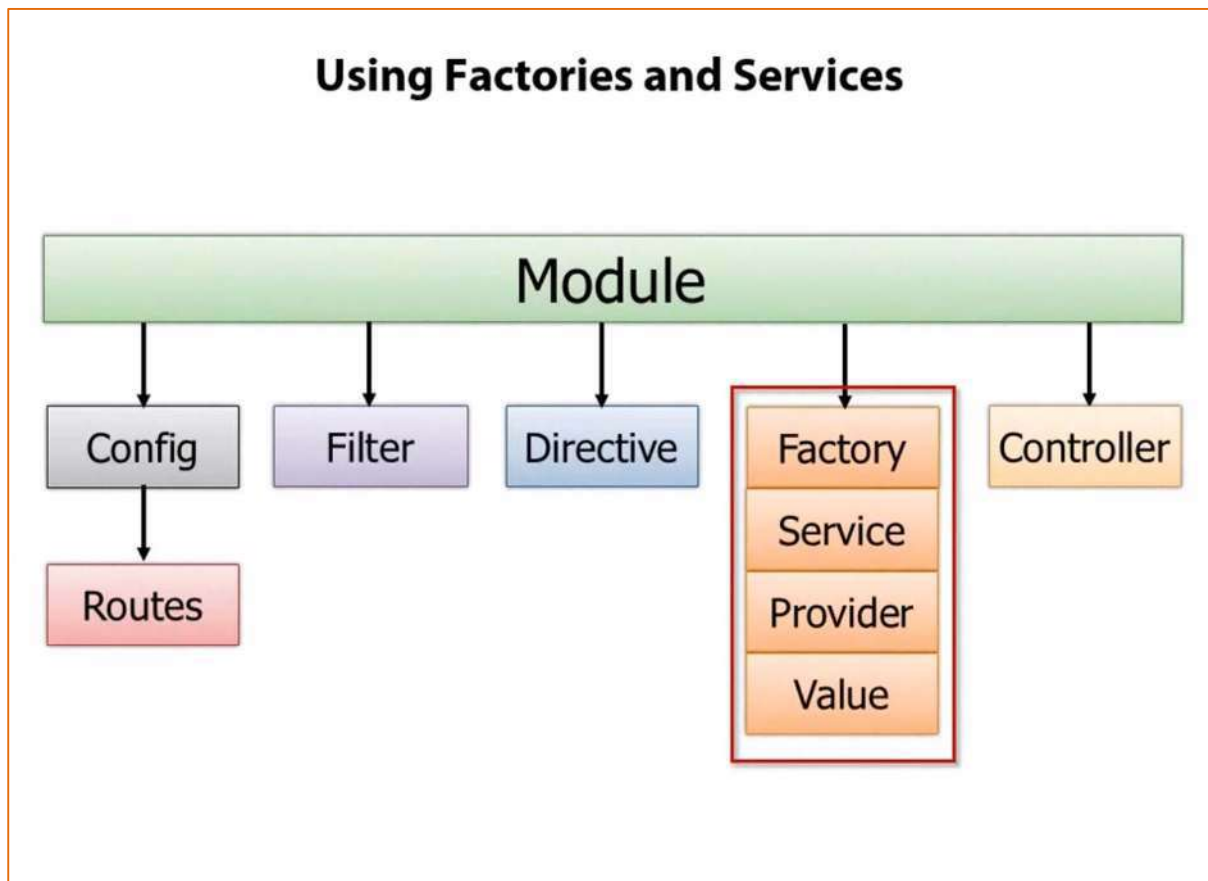 Using Factories and Services
Module
Config
Filter
Directive
Factory
Controller
Service
Routes
Provider
Value